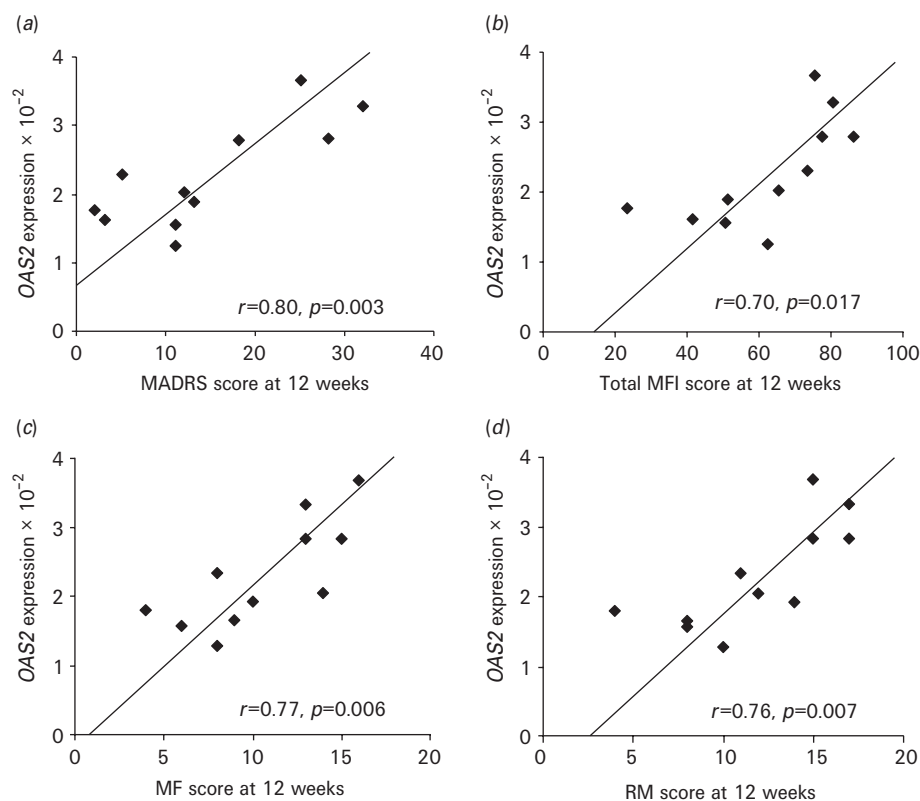 (a)
OAS2 expression × 10⁻²
4
3
2
1
0
r=0.80, p=0.003
0 10 20 30 40
MADRS score at 12 weeks
(b)
OAS2 expression × 10⁻²
4
3
2
1
0
r=0.70, p=0.017
0 20 40 60 80 100
Total MFI score at 12 weeks
(c)
OAS2 expression × 10⁻²
4
3
2
1
0
r=0.77, p=0.006
0 5 10 15 20
MF score at 12 weeks
(d)
OAS2 expression × 10⁻²
4
3
2
1
0
r=0.76, p=0.007
0 5 10 15 20
RM score at 12 weeks